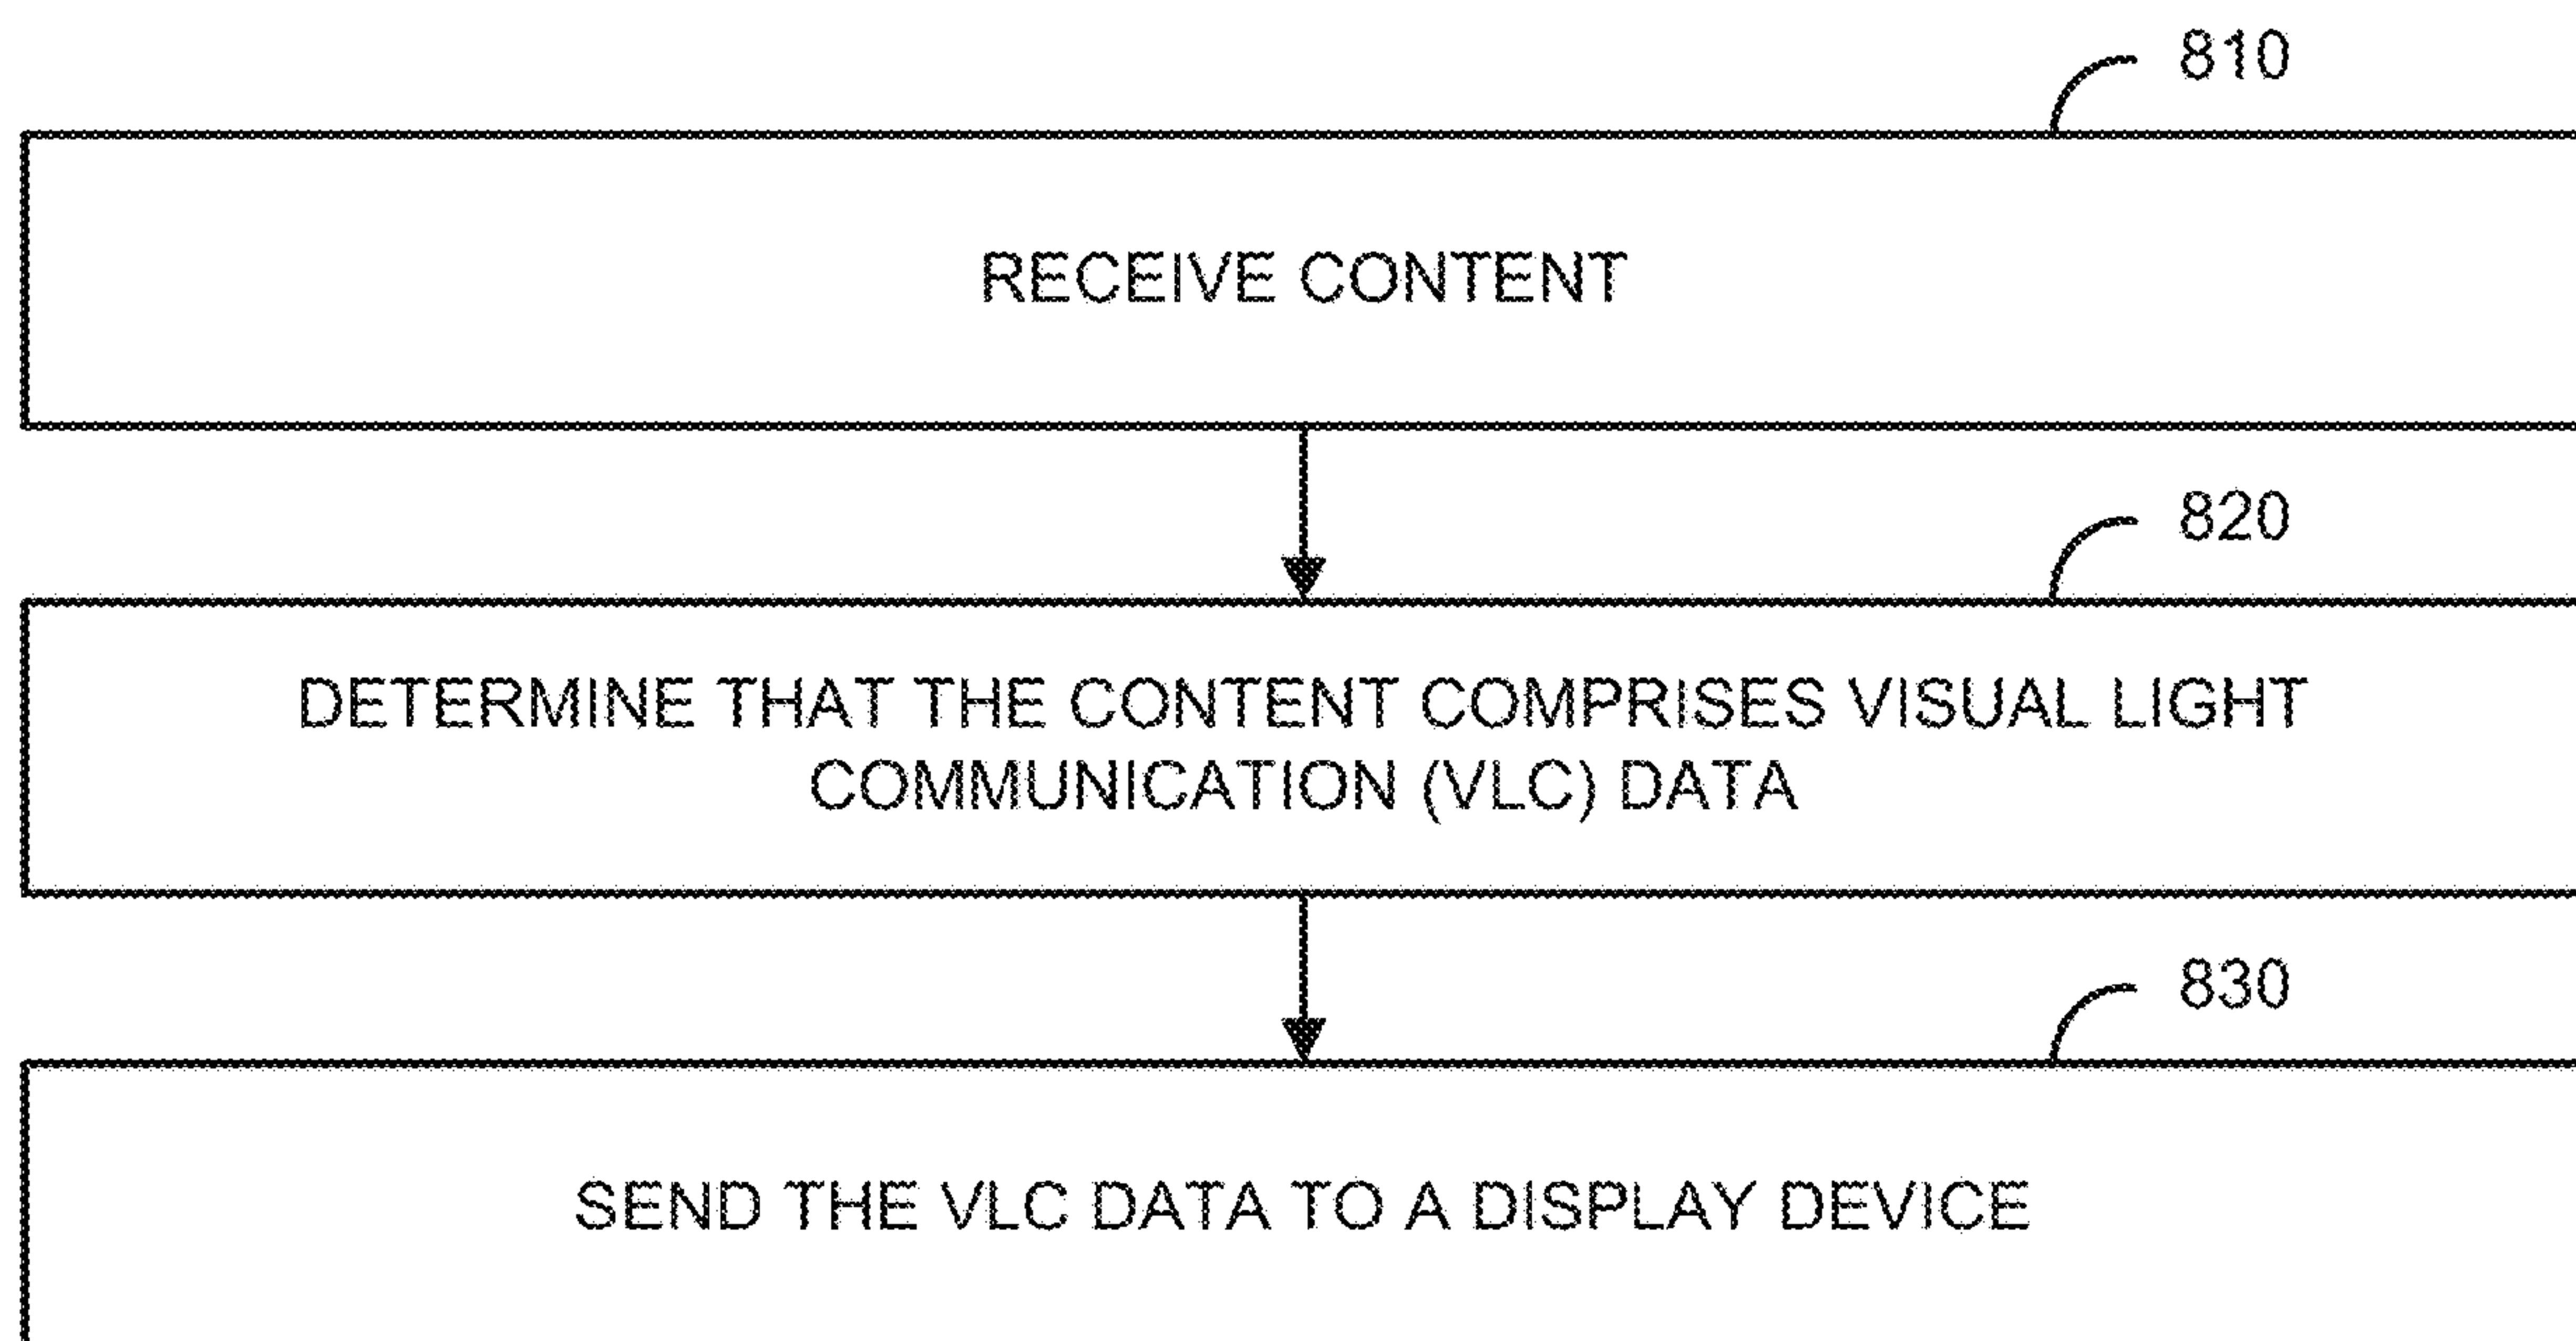 810
RECEIVE CONTENT
820
DETERMINE THAT THE CONTENT COMPRISES VISUAL LIGHT
COMMUNICATION (VLC) DATA
830
SEND THE VLC DATA TO A DISPLAY DEVICE